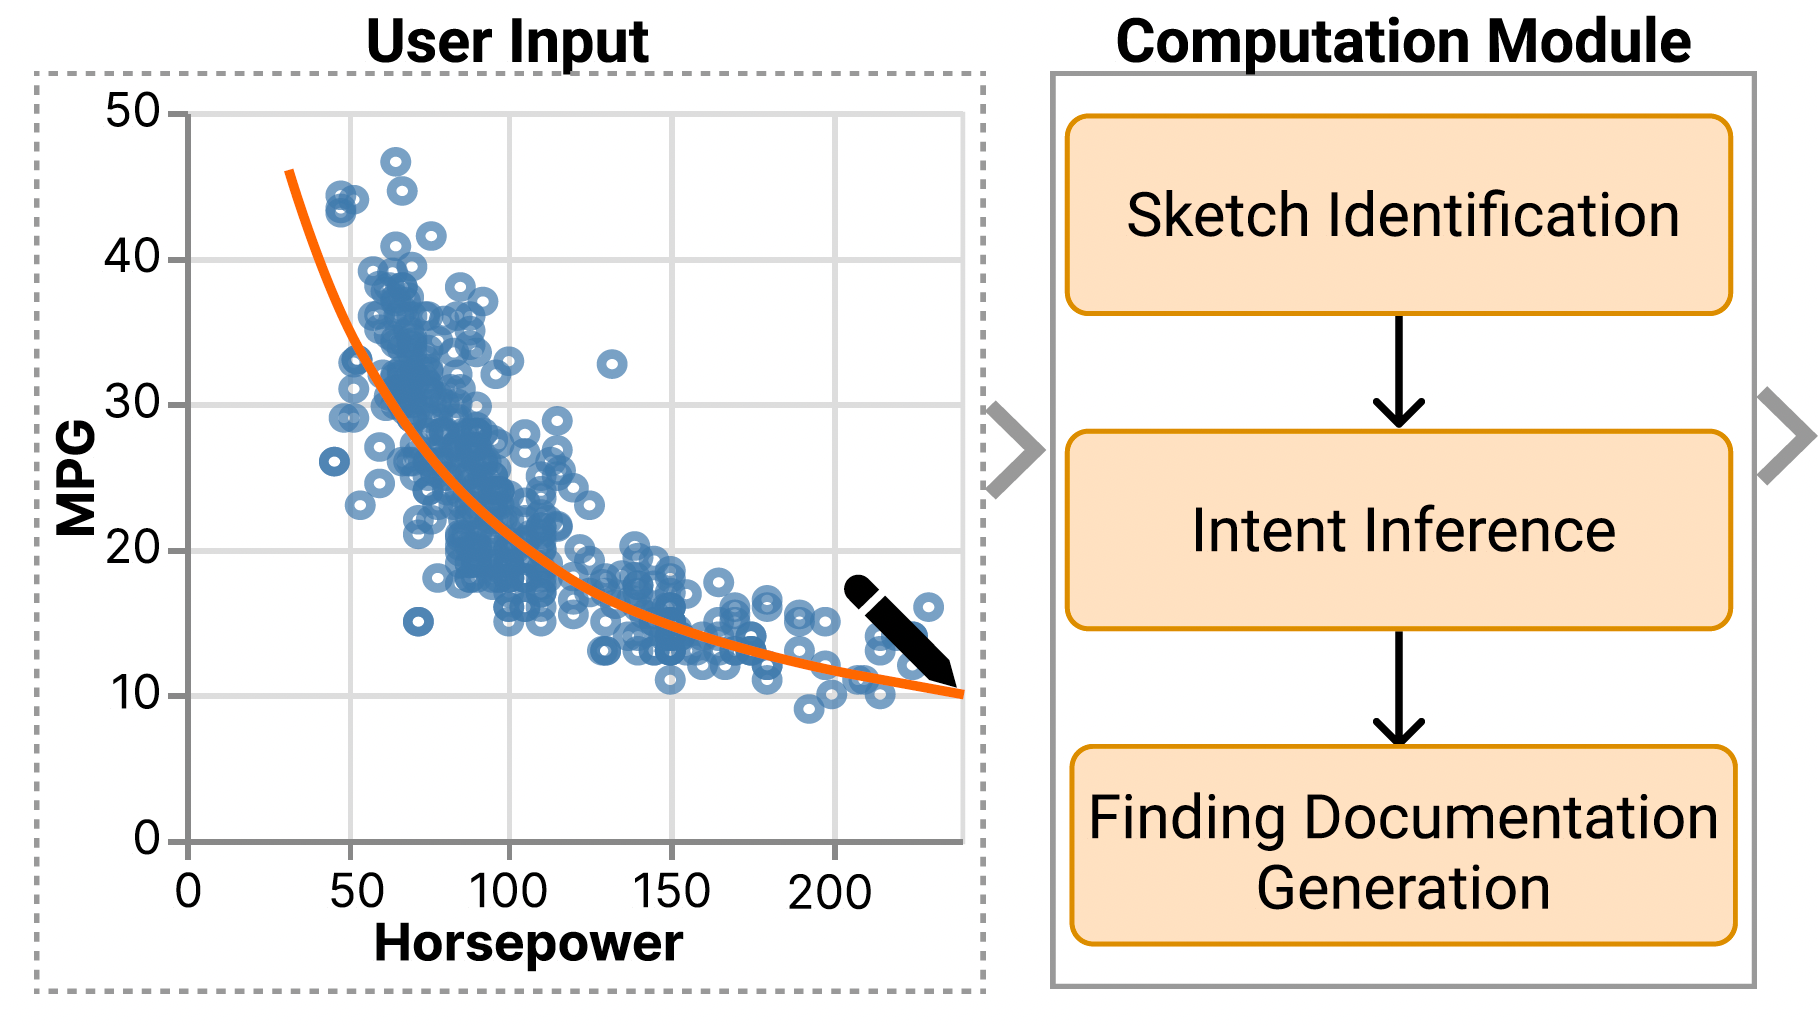 User Input
50
40
30
20
10
0
MPG
0 50 100 150 200
Horsepower
Computation Module
Sketch Identification
Intent Inference
Finding Documentation
Generation